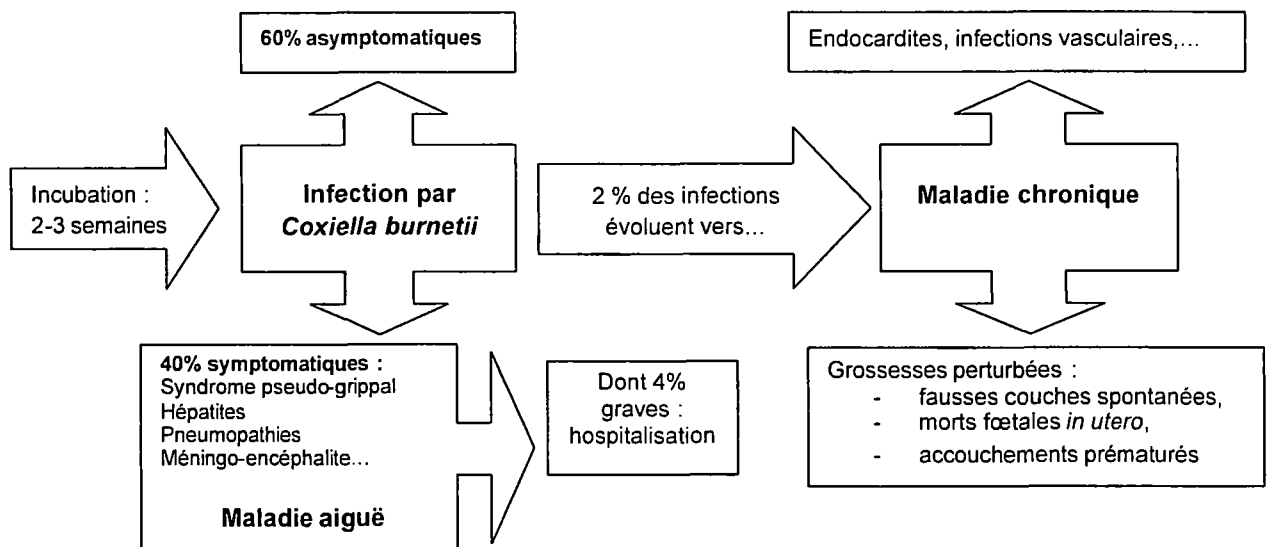 60% asymptomatiques
Endocardites, infections vasculaires,...
Incubation :
2-3 semaines
Infection par
Coxiella burnetii
2 % des infections
évoluent vers...
Maladie chronique
40% symptomatiques :
Syndrome pseudo-grippal
Hépatites
Pneumopathies
Méningo-encéphalite...
Maladie aiguë
Dont 4%
graves :
hospitalisation
Grossesses perturbées :
- fausses couches spontanées,
- morts fœtales in utero,
- accouchements prématurés